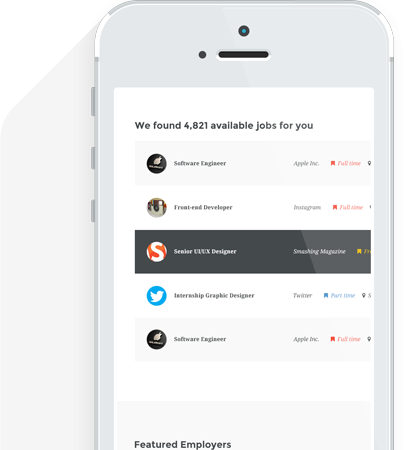 We found 4,821 available jobs for you
Software Engineer Apple Inc. Full time
Front-end Developer Instagram Full time
Senior UI/UX Designer Smashing Magazine
Internship Graphic Designer Twitter Part time
Software Engineer Apple Inc. Full time
Featured Employers